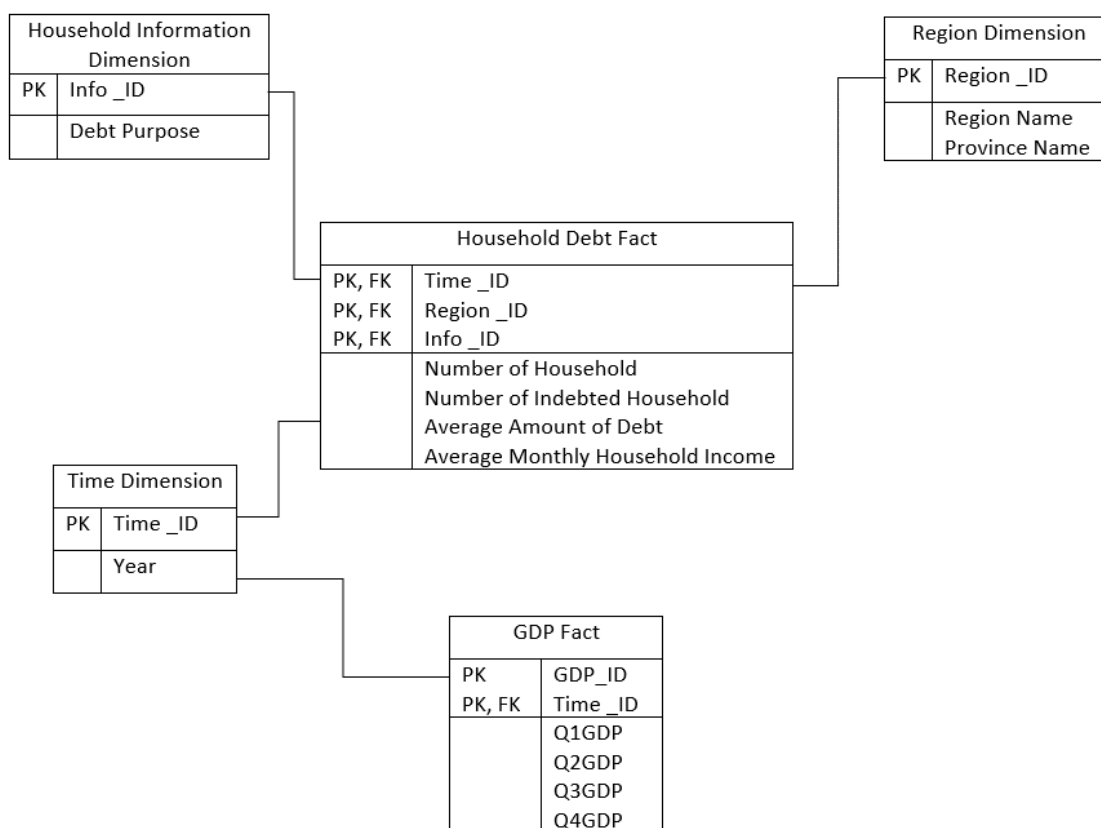 Household Information
Dimension
PK Info _ID
Debt Purpose
Region Dimension
PK Region _ID
Region Name
Province Name
Household Debt Fact
PK, FK Time _ID
PK, FK Region _ID
PK, FK Info _ID
Number of Household
Number of Indebted Household
Average Amount of Debt
Average Monthly Household Income
Time Dimension
PK Time _ID
Year
GDP Fact
PK GDP_ID
PK, FK Time _ID
Q1GDP
Q2GDP
Q3GDP
Q4GDP